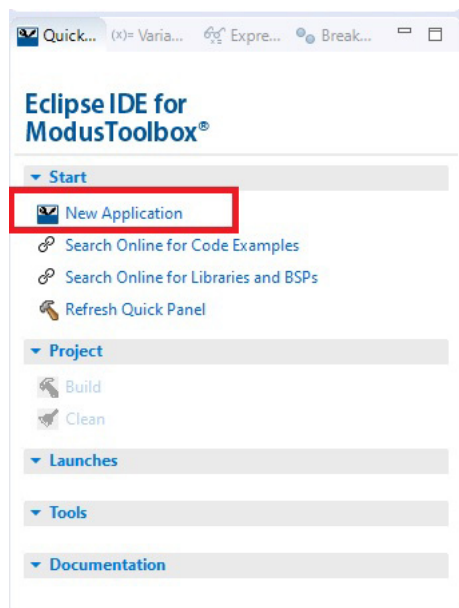 Quick... (x)= Varia... Expre... Break...
Eclipse IDE for
ModusToolbox®
Start
New Application
Search Online for Code Examples
Search Online for Libraries and BSPs
Refresh Quick Panel
Project
Build
Clean
Launches
Tools
Documentation